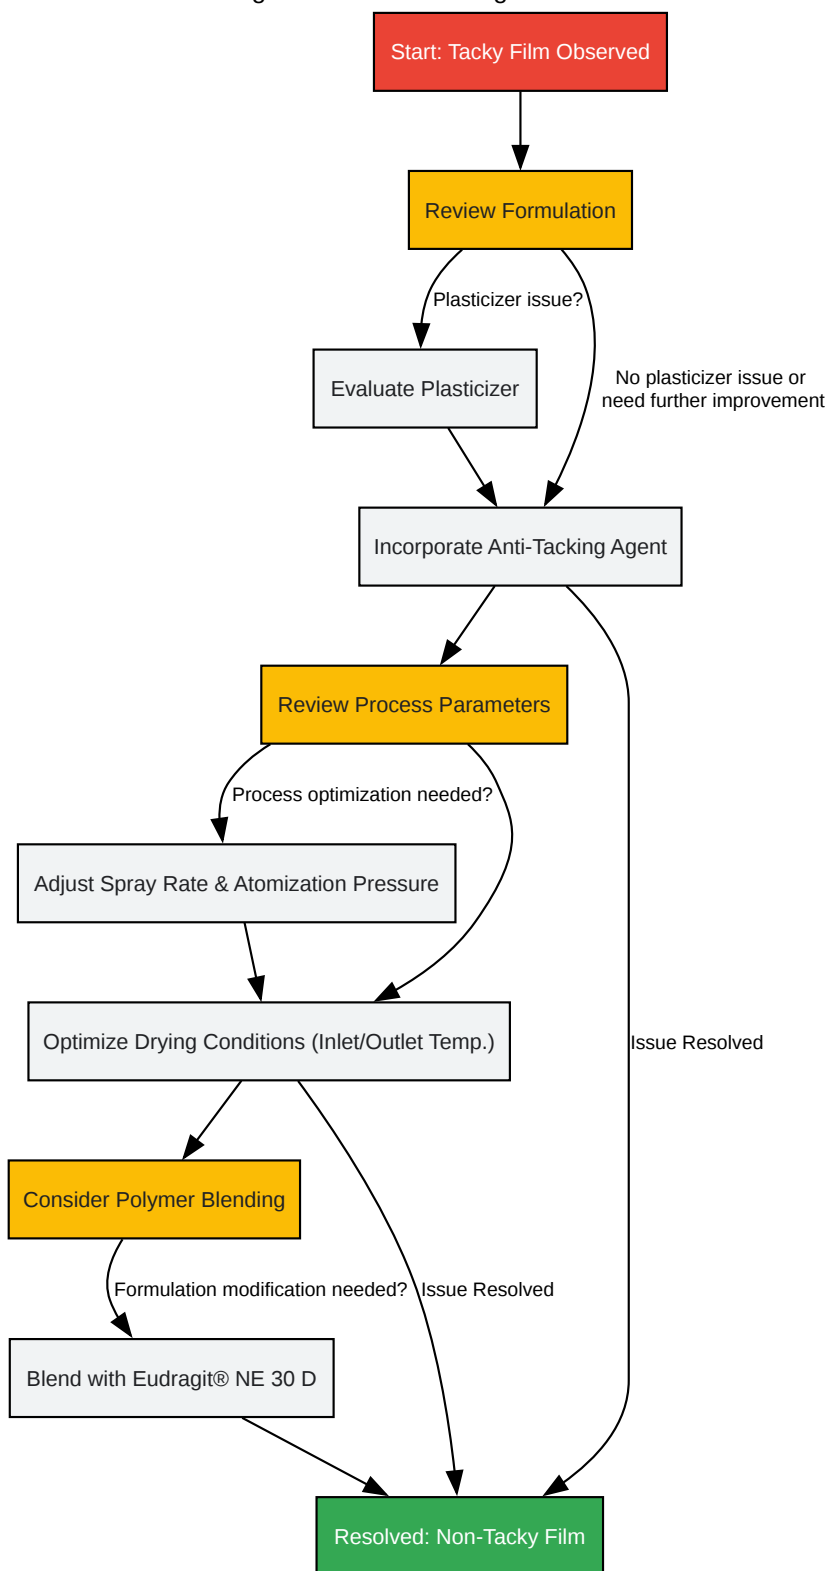 Start: Tacky Film Observed
Review Formulation
Plasticizer issue?
No plasticizer issue or
need further improvement
Evaluate Plasticizer
Incorporate Anti-Tacking Agent
Review Process Parameters
Process optimization needed?
Adjust Spray Rate & Atomization Pressure
Optimize Drying Conditions (Inlet/Outlet Temp.)
Issue Resolved
Consider Polymer Blending
Formulation modification needed?
Issue Resolved
Blend with Eudragit® NE 30 D
Resolved: Non-Tacky Film